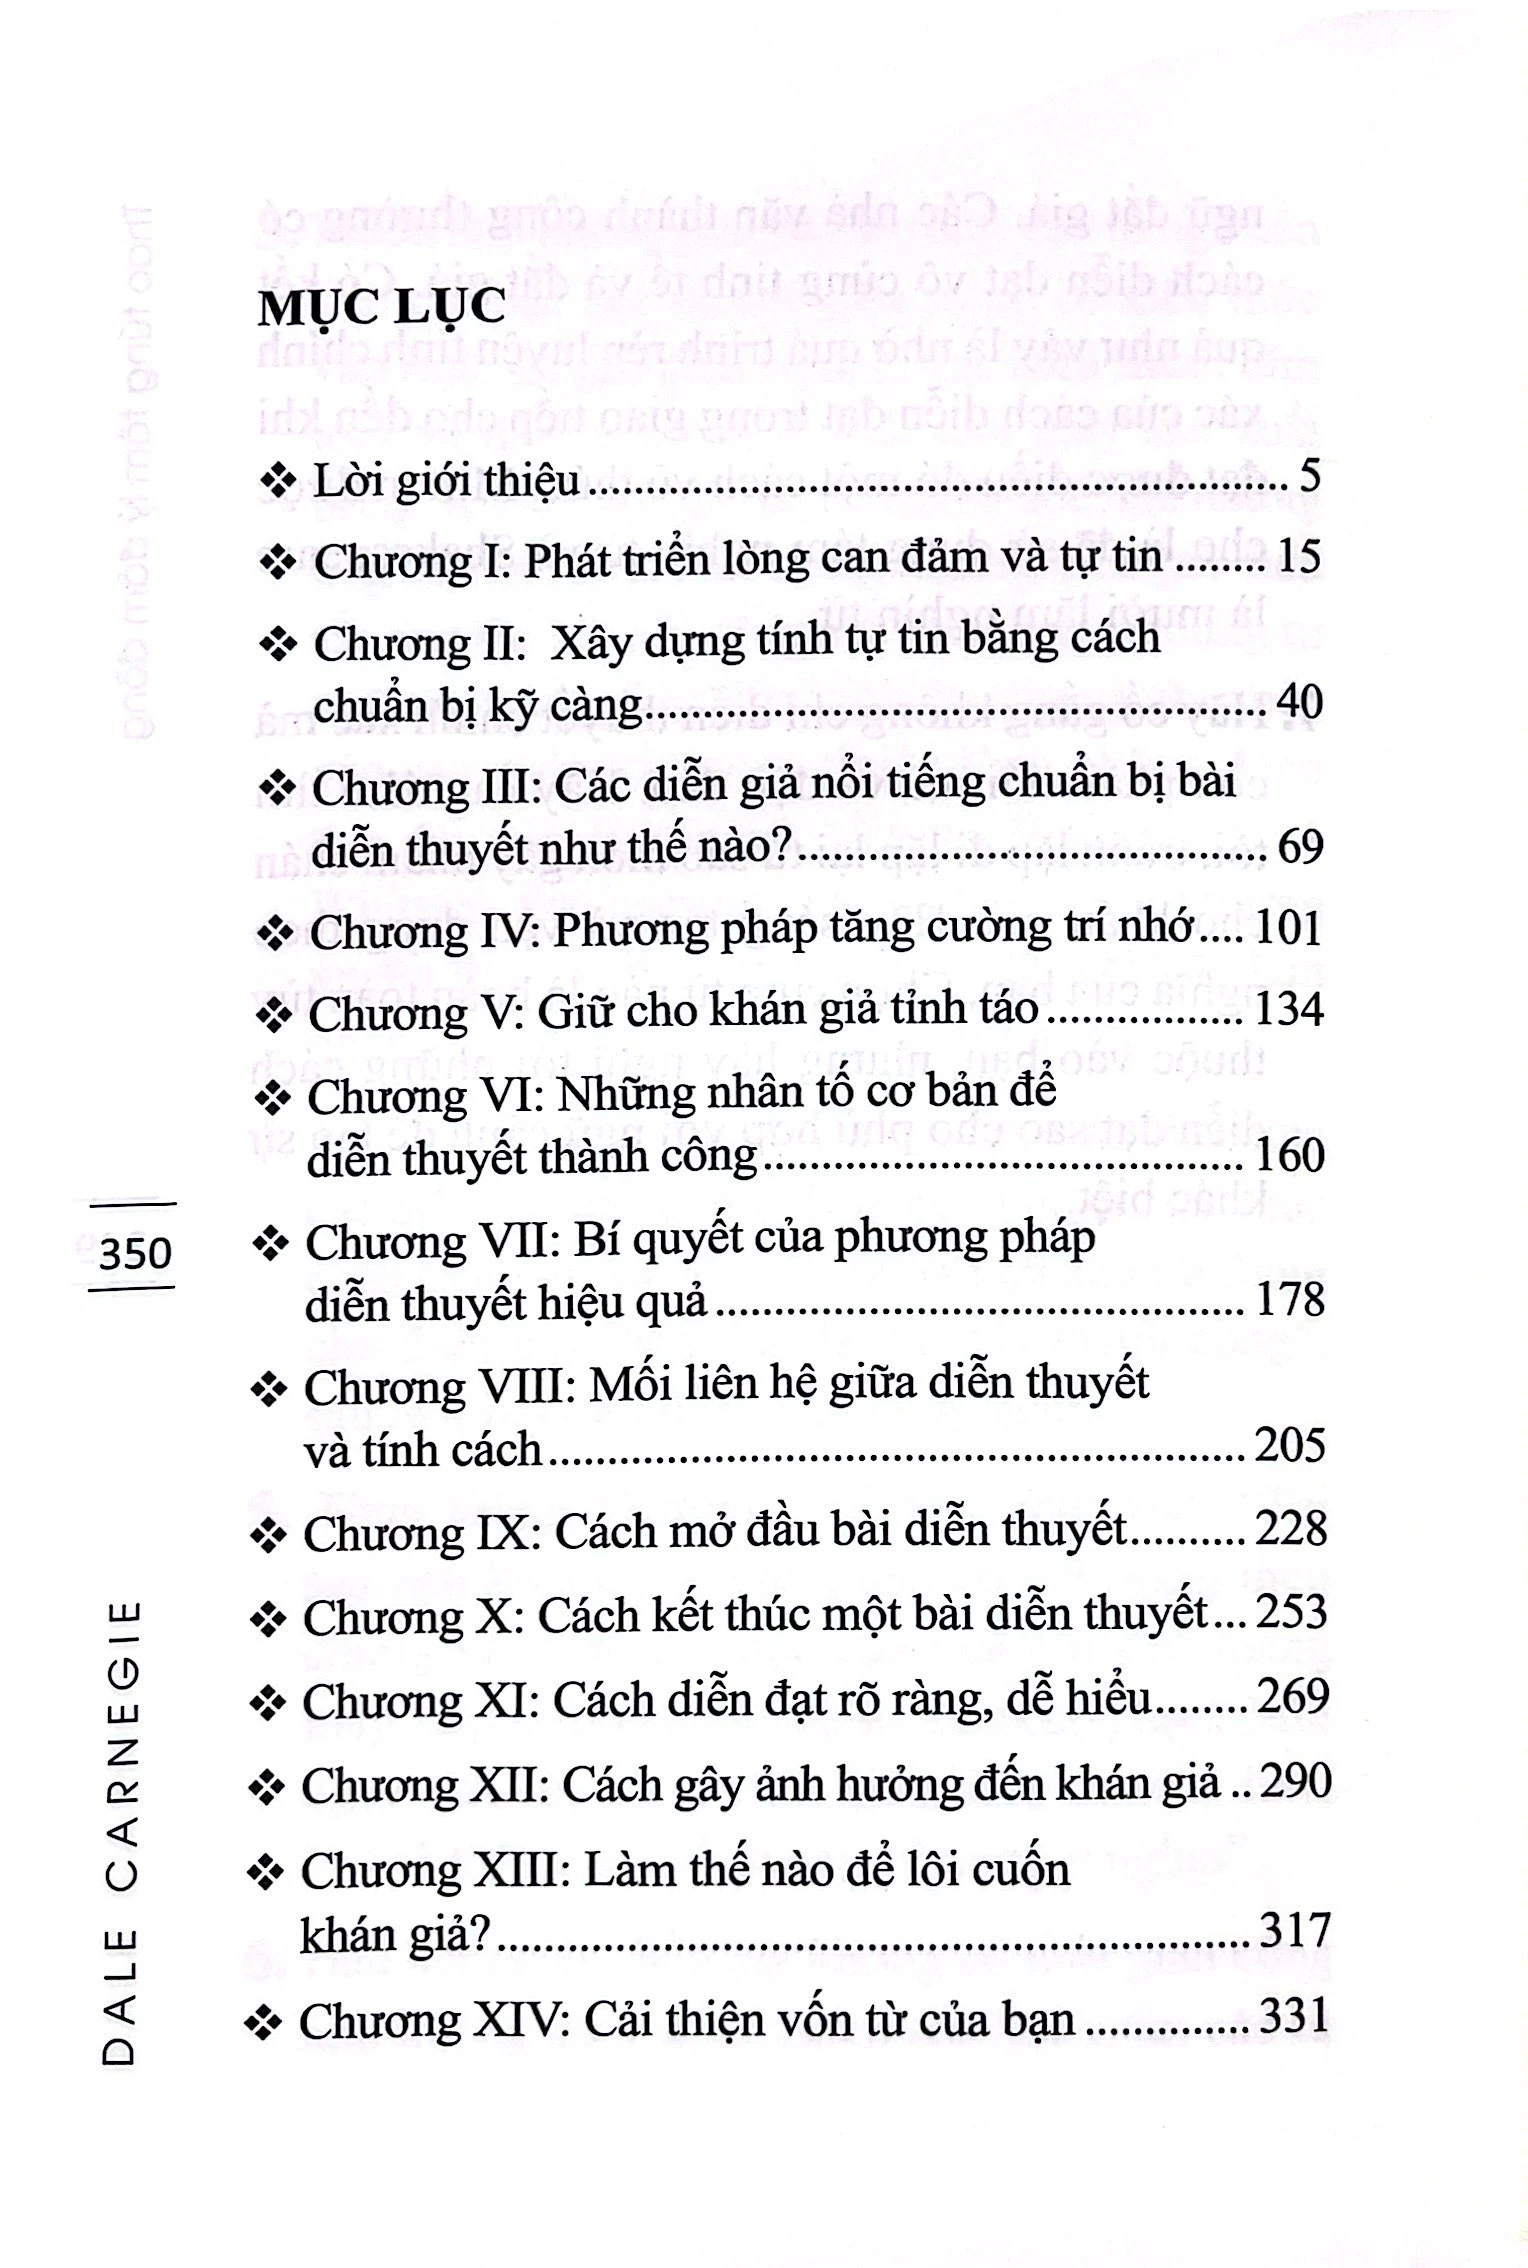 MỤC LỤC
❖ Lời giới thiệu........................................................... 5
❖ Chương I: Phát triển lòng can đảm và tự tin ........ 15
❖ Chương II: Xây dựng tính tự tin bằng cách
chuẩn bị kỹ càng..................................................... 40
❖ Chương III: Các diễn giả nổi tiếng chuẩn bị bài
diễn thuyết như thế nào?........................................ 69
❖ Chương IV: Phương pháp tăng cường trí nhớ.... 101
❖ Chương V: Giữ cho khán giả tỉnh táo ................. 134
❖ Chương VI: Những nhân tố cơ bản để
diễn thuyết thành công......................................... 160
❖ Chương VII: Bí quyết của phương pháp
diễn thuyết hiệu quả ............................................. 178
❖ Chương VIII: Mối liên hệ giữa diễn thuyết
và tính cách........................................................... 205
❖ Chương IX: Cách mở đầu bài diễn thuyết.......... 228
❖ Chương X: Cách kết thúc một bài diễn thuyết... 253
❖ Chương XI: Cách diễn đạt rõ ràng, dễ hiểu........ 269
❖ Chương XII: Cách gây ảnh hưởng đến khán giả .. 290
❖ Chương XIII: Làm thế nào để lôi cuốn
khán giả?................................................................ 317
❖ Chương XIV: Cải thiện vốn từ của bạn .............. 331
350
DALE CARNEGIE